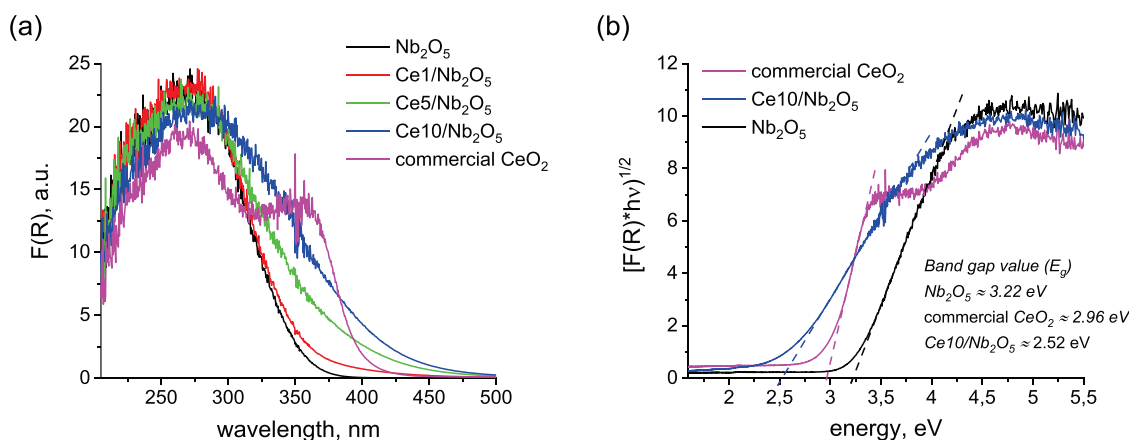 (a)
Nb₂O₅
Ce1/Nb₂O₅
Ce5/Nb₂O₅
Ce10/Nb₂O₅
commercial CeO₂
25
20
15
10
5
0
F(R), a.u.
250 300 350 400 450 500
wavelength, nm
(b)
commercial CeO₂
Ce10/Nb₂O₅
Nb₂O₅
12
10
8
6
4
2
0
[F(R)*hν)¹/²
Band gap value (E_g)
Nb₂O₅ ≈ 3.22 eV
commercial CeO₂ ≈ 2.96 eV
Ce10/Nb₂O₅ ≈ 2.52 eV
2 2,5 3 3,5 4 4,5 5 5,5
energy, eV